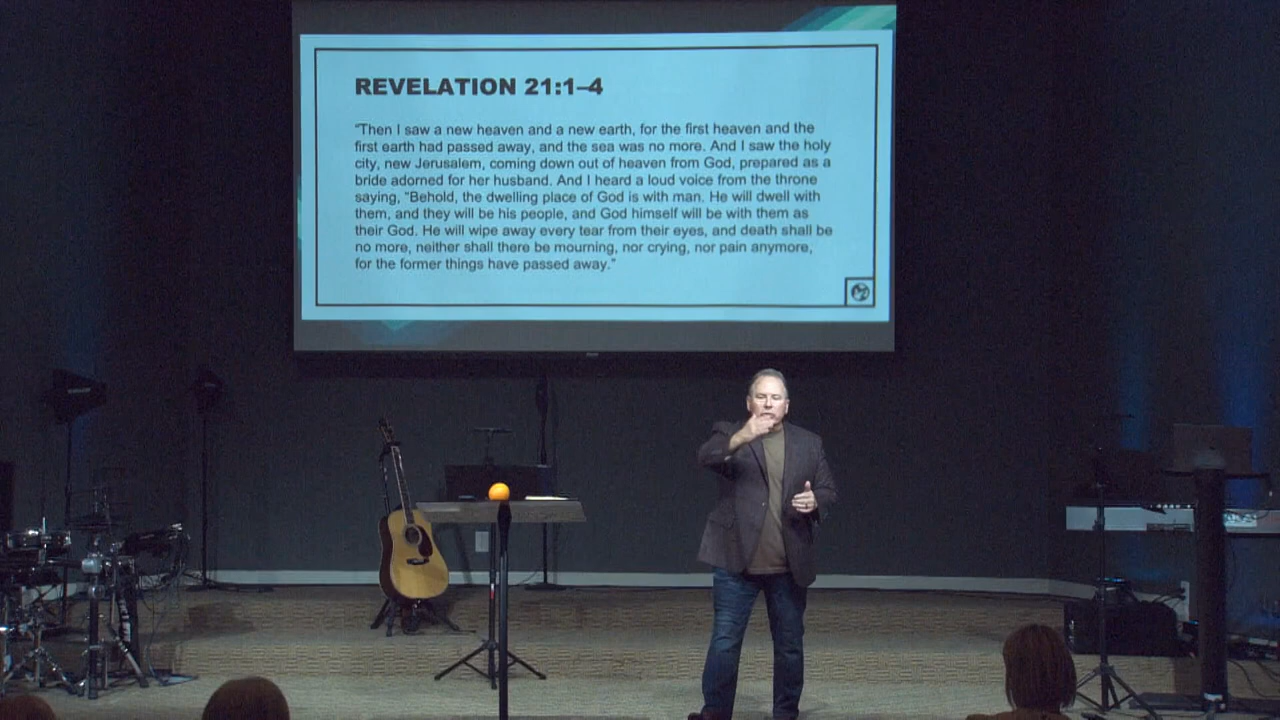 REVELATION 21:1–4
“Then I saw a new heaven and a new earth, for the first heaven and the
first earth had passed away, and the sea was no more. And I saw the holy
city, new Jerusalem, coming down out of heaven from God, prepared as a
bride adorned for her husband. And I heard a loud voice from the throne
saying, “Behold, the dwelling place of God is with man. He will dwell with
them, and they will be his people, and God himself will be with them as
their God. He will wipe away every tear from their eyes, and death shall be
no more, neither shall there be mourning, nor crying, nor pain anymore,
for the former things have passed away.”